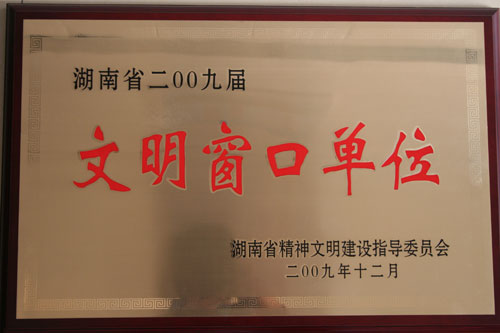 湖南省二00九届
文明窗口单位
湖南省精神文明建设指导委员会
二00九年十二月